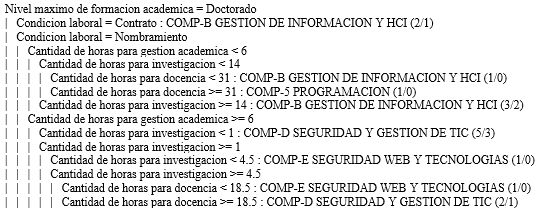 Nivel maximo de formacion academica = Doctorado
| Condicion laboral = Contrato : COMP-B GESTION DE INFORMACION Y HCI (2/1)
| Condicion laboral = Nombramiento
| | Cantidad de horas para gestion academica < 6
| | | Cantidad de horas para investigacion < 14
| | | | Cantidad de horas para docencia < 31 : COMP-B GESTION DE INFORMACION Y HCI (1/0)
| | | | Cantidad de horas para docencia >= 31 : COMP-5 PROGRAMACION (1/0)
| | | Cantidad de horas para investigacion >= 14 : COMP-B GESTION DE INFORMACION Y HCI (3/2)
| | Cantidad de horas para gestion academica >= 6
| | | Cantidad de horas para investigacion < 1 : COMP-D SEGURIDAD Y GESTION DE TIC (5/3)
| | | Cantidad de horas para investigacion >= 1
| | | | Cantidad de horas para investigacion < 4.5 : COMP-E SEGURIDAD WEB Y TECNOLOGIAS (1/0)
| | | | Cantidad de horas para investigacion >= 4.5
| | | | | Cantidad de horas para docencia < 18.5 : COMP-E SEGURIDAD WEB Y TECNOLOGIAS (1/0)
| | | | | Cantidad de horas para docencia >= 18.5 : COMP-D SEGURIDAD Y GESTION DE TIC (2/1)